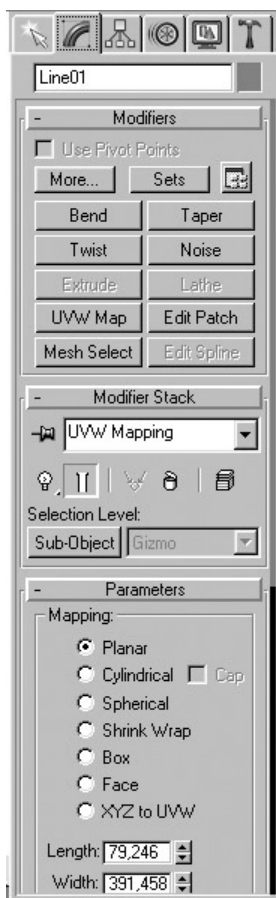 Line01
- Modifiers
Use Pivot Points
More... Sets
Bend Taper
Twist Noise
Extrude Lathe
UVW Map Edit Patch
Mesh Select Edit Spline
- Modifier Stack
UVW Mapping
Selection Level:
Sub-Object Gizmo
- Parameters
Mapping:
Planar
Cylindrical Cap
Spherical
Shrink Wrap
Box
Face
XYZ to UVW
Length: 79,246
Width: 391,458